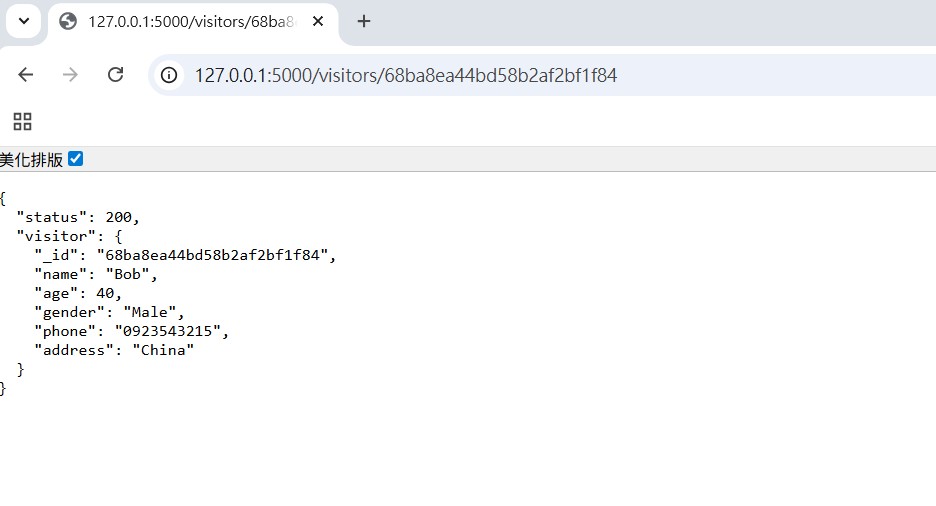 127.0.0.1:5000/visitors/68ba8
127.0.0.1:5000/visitors/68ba8ea44bd58b2af2bf1f84
美化排版
{
  "status": 200,
  "visitor": {
    "_id": "68ba8ea44bd58b2af2bf1f84",
    "name": "Bob",
    "age": 40,
    "gender": "Male",
    "phone": "0923543215",
    "address": "China"
  }
}